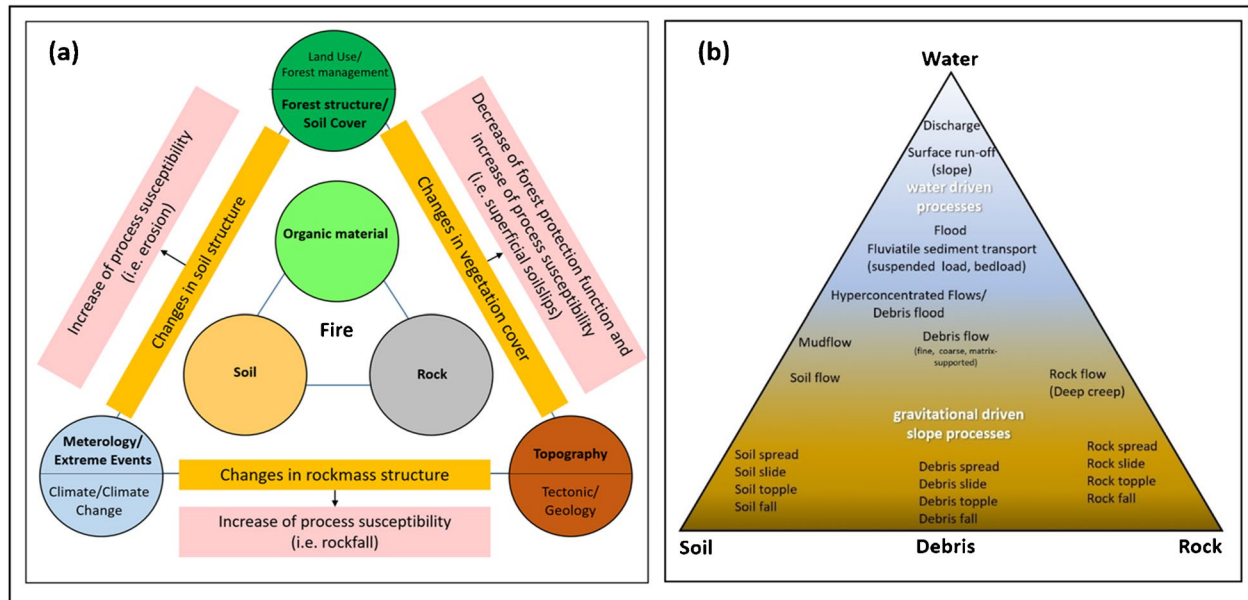 (a)
Land Use/
Forest management
Forest structure/
Soil Cover
Increase of process susceptibility
(i.e. erosion)
Changes in soil structure
Changes in vegetation cover
Decrease of forest protection function and
increase of process susceptibility
(i.e. superficial soilslips)
Organic material
Fire
Soil
Rock
Meterology/
Extreme Events
Climate/Climate
Change
Changes in rockmass structure
Increase of process susceptibility
(i.e. rockfall)
Topography
Tectonic/
Geology
(b)
Water
Discharge
Surface run-off
(slope)
water driven
processes
Flood
Fluviatile sediment transport
(suspended load, bedload)
Hyperconcentrated Flows/
Debris flood
Mudflow
Debris flow
(fine, coarse, matrix-
supported)
Soil flow
Rock flow
(Deep creep)
gravitational driven
slope processes
Soil spread
Soil slide
Soil topple
Soil fall
Debris spread
Debris slide
Debris topple
Debris fall
Rock spread
Rock slide
Rock topple
Rock fall
Soil
Debris
Rock